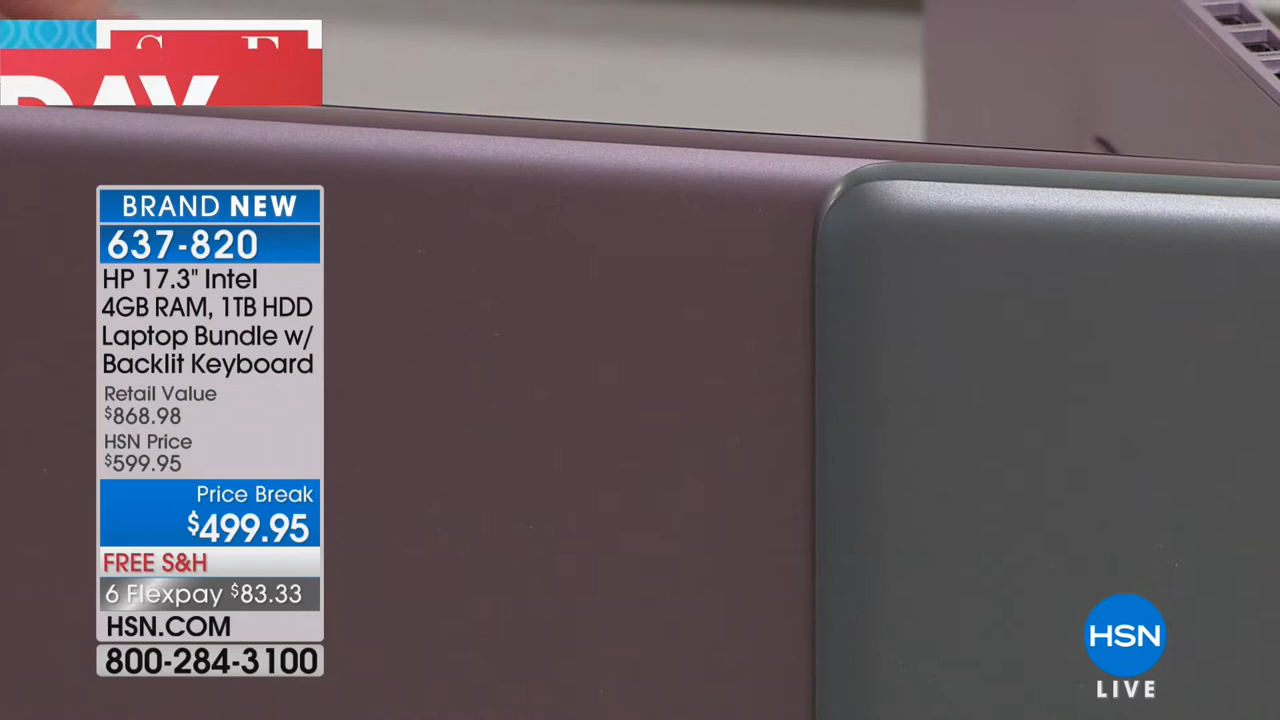 DAY
BRAND NEW
637-820
HP 17.3" Intel
4GB RAM, 1TB HDD
Laptop Bundle w/
Backlit Keyboard
Retail Value
$868.98
HSN Price
$599.95
Price Break
$499.95
FREE S&H
6 Flexpay $83.33
HSN.COM
800-284-3100
HSN
LIVE